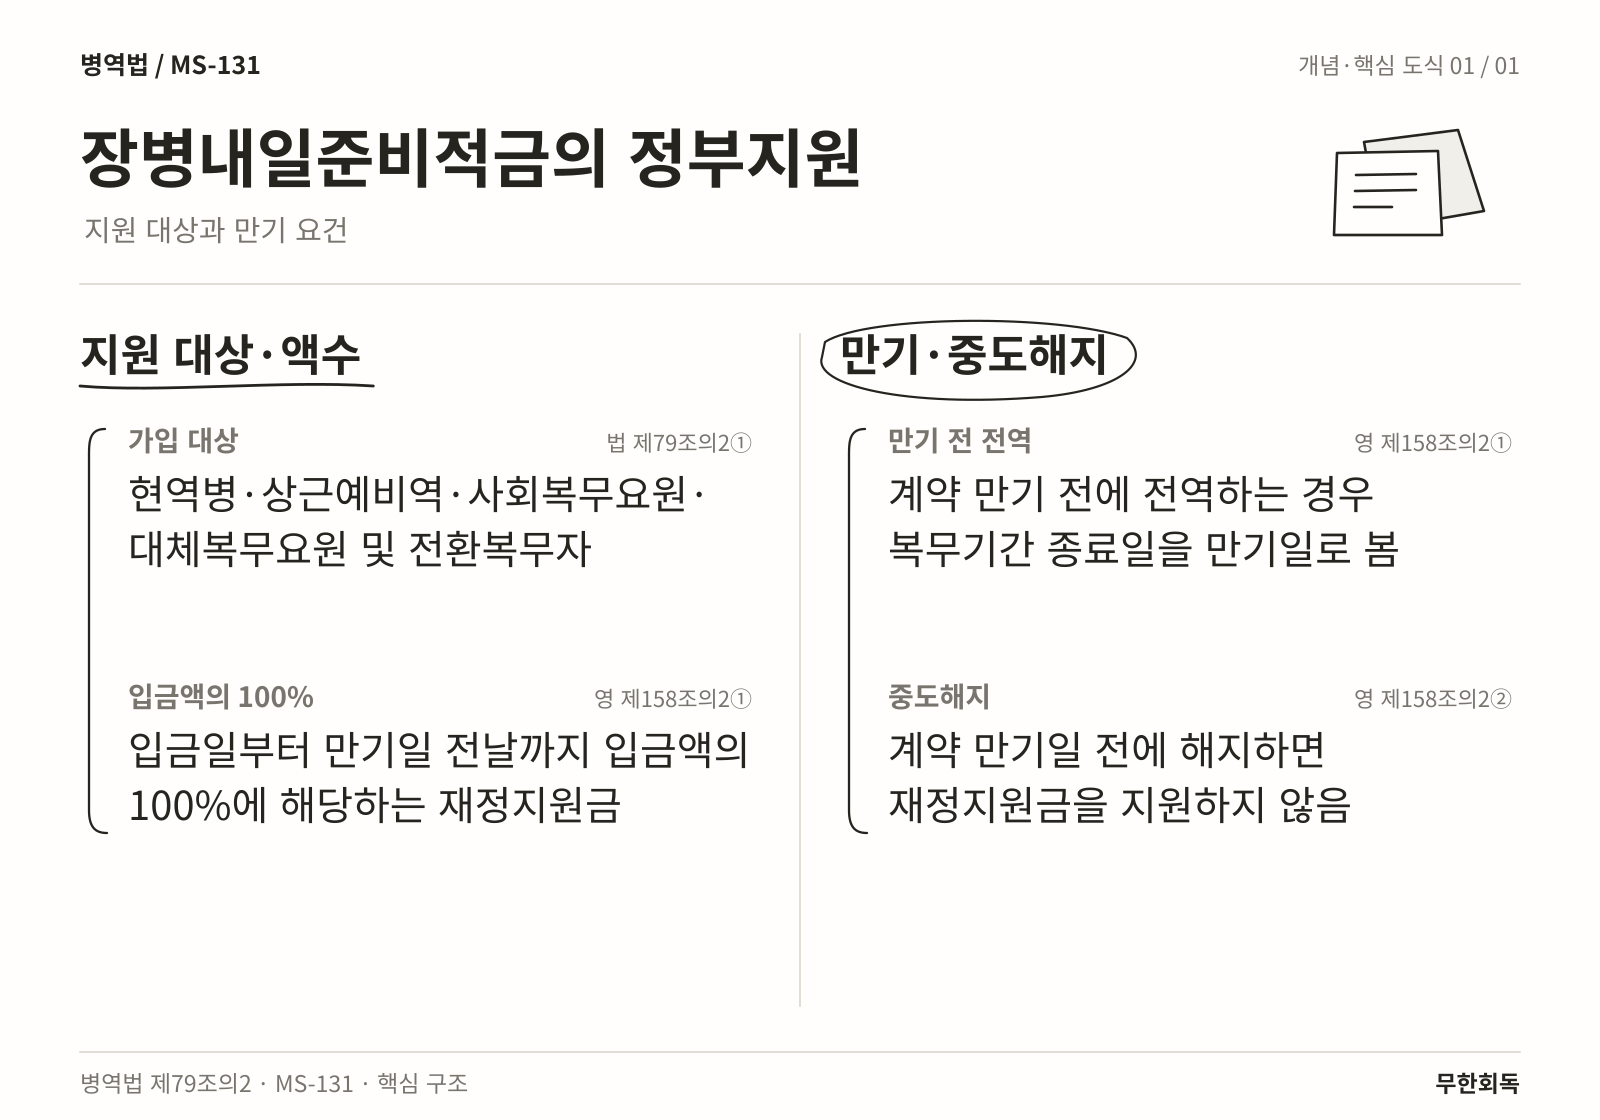 병역법 / MS-131
개념·핵심 도식 01 / 01
장병내일준비적금의 정부지원
지원 대상과 만기 요건
지원 대상·액수
가입 대상
법 제79조의2①
현역병·상근예비역·사회복무요원·
대체복무요원 및 전환복무자
입금액의 100%
영 제158조의2①
입금일부터 만기일 전날까지 입금액의
100%에 해당하는 재정지원금
만기·중도해지
만기 전 전역
영 제158조의2①
계약 만기 전에 전역하는 경우
복무기간 종료일을 만기일로 봄
중도해지
영 제158조의2②
계약 만기일 전에 해지하면
재정지원금을 지원하지 않음
병역법 제79조의2 · MS-131 · 핵심 구조
무한회독